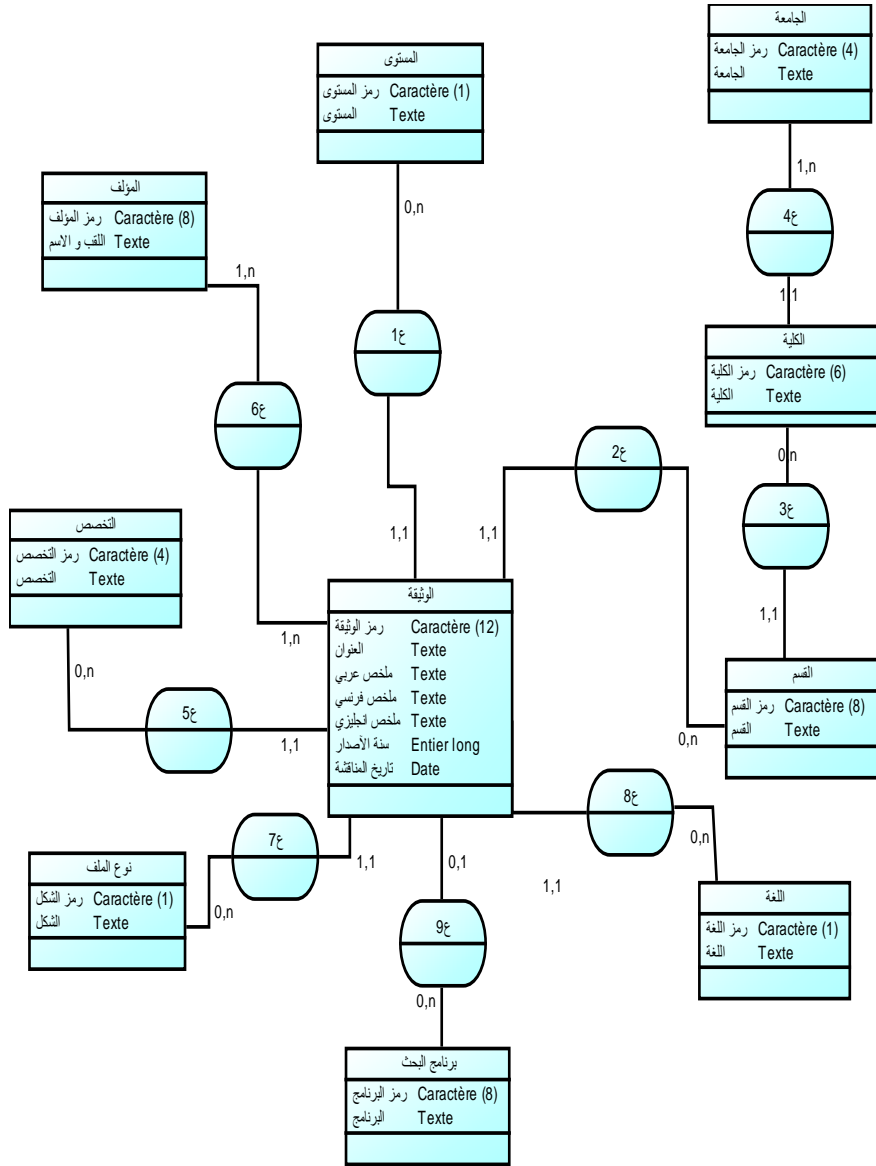 الجامعة
رمز الجامعة Caractère (4)
الجامعة Texte
المستوى
رمز المستوى Caractère (1)
المستوى Texte
1,n
المؤلف
رمز المؤلف Caractère (8)
اللقب و الاسم Texte
0,n
ع4
1,n
1,1
ع1
الكلية
رمز الكلية Caractère (6)
الكلية Texte
ع6
ع2
0,n
التخصص
رمز التخصص Caractère (4)
التخصص Texte
ع3
1,1
1,1
الوثيقة
رمز الوثيقة Caractère (12)
العنوان Texte
ملخص عربي Texte
ملخص فرنسي Texte
ملخص انجليزي Texte
سنة الأصدار Entier long
تاريخ المناقشة Date
1,n
1,1
0,n
القسم
رمز القسم Caractère (8)
القسم Texte
ع5
1,1
0,n
ع8
ع7
0,n
1,1
0,1
نوع الملف
رمز الشكل Caractère (1)
الشكل Texte
1,1
0,n
اللغة
رمز اللغة Caractère (1)
اللغة Texte
ع9
0,n
برنامج البحث
رمز البرنامج Caractère (8)
البرنامج Texte